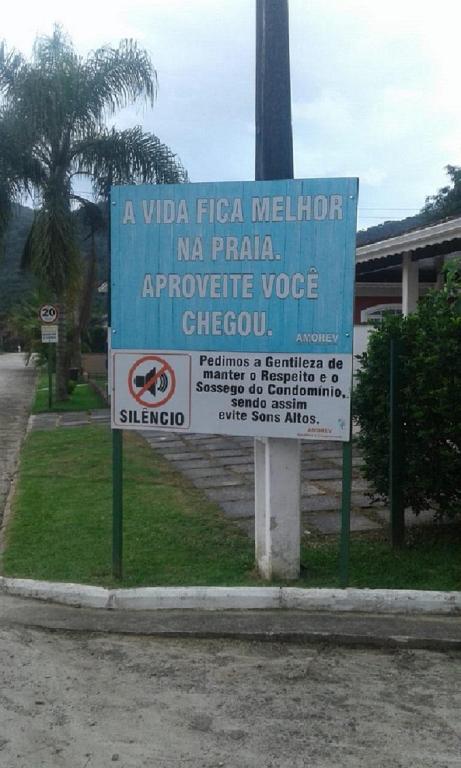 A VIDA FICA MELHOR
NA PRAIA.
APROVEITE VOCÊ
CHEGOU.
AMOREV
SILÊNCIO
Pedimos a Gentileza de
manter o Respeito e o
Sossego do Condomínio,
sendo assim
evite Sons Altos.
AMOREV
20